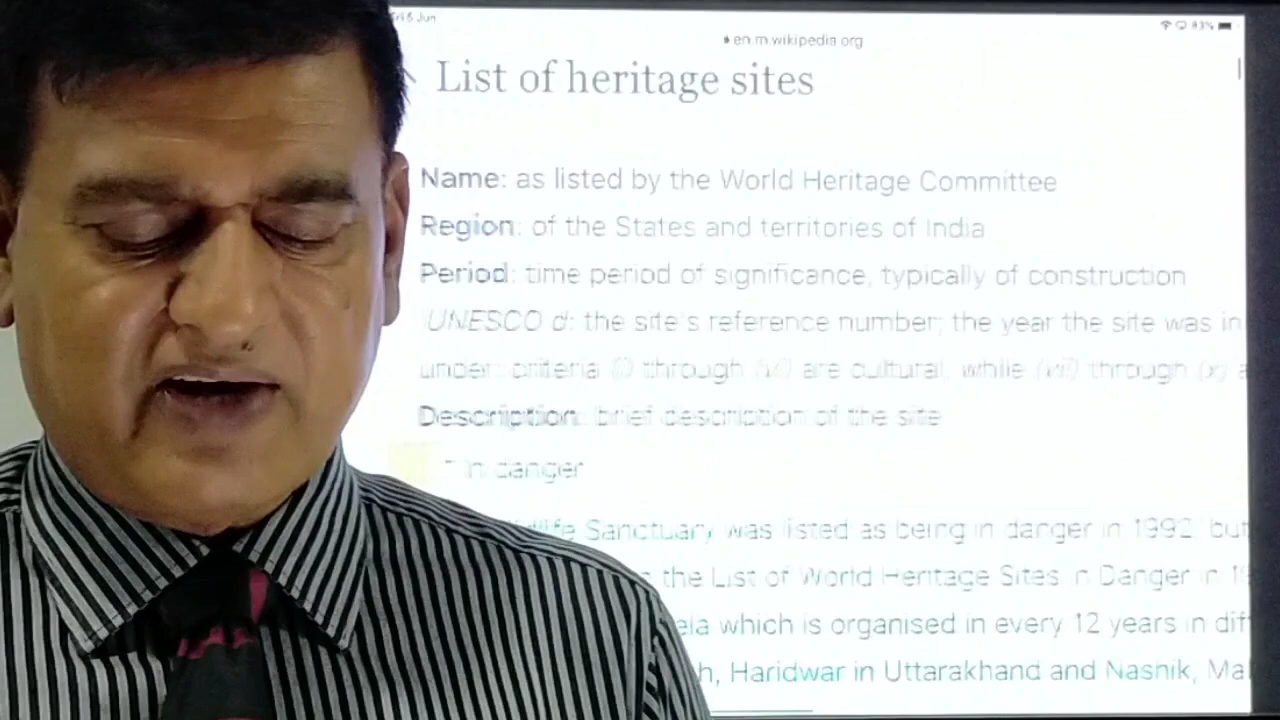 Fri 5 Jun
83%
en.m.wikipedia.org
List of heritage sites
Name: as listed by the World Heritage Committee
Region: of the States and territories of India
Period: time period of significance, typically of construction
UNESCO d: the site's reference number; the year the site was in
under: criteria (i) through (vi) are cultural, while (vii) through (x) a
Description: brief description of the site
* In danger
Sanctuary was listed as being in danger in 1992, but
the List of World Heritage Sites in Danger in
which is organised in every 12 years in
Haridwar in Uttarakhand and Nashik,